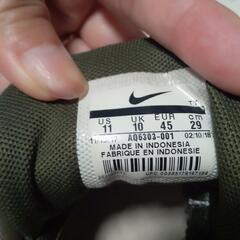 US UK EUR cm
11 10 45 29
AQ6303-001 02/10/18
MADE IN INDONESIA
FABRIQUE EN INDONESIE